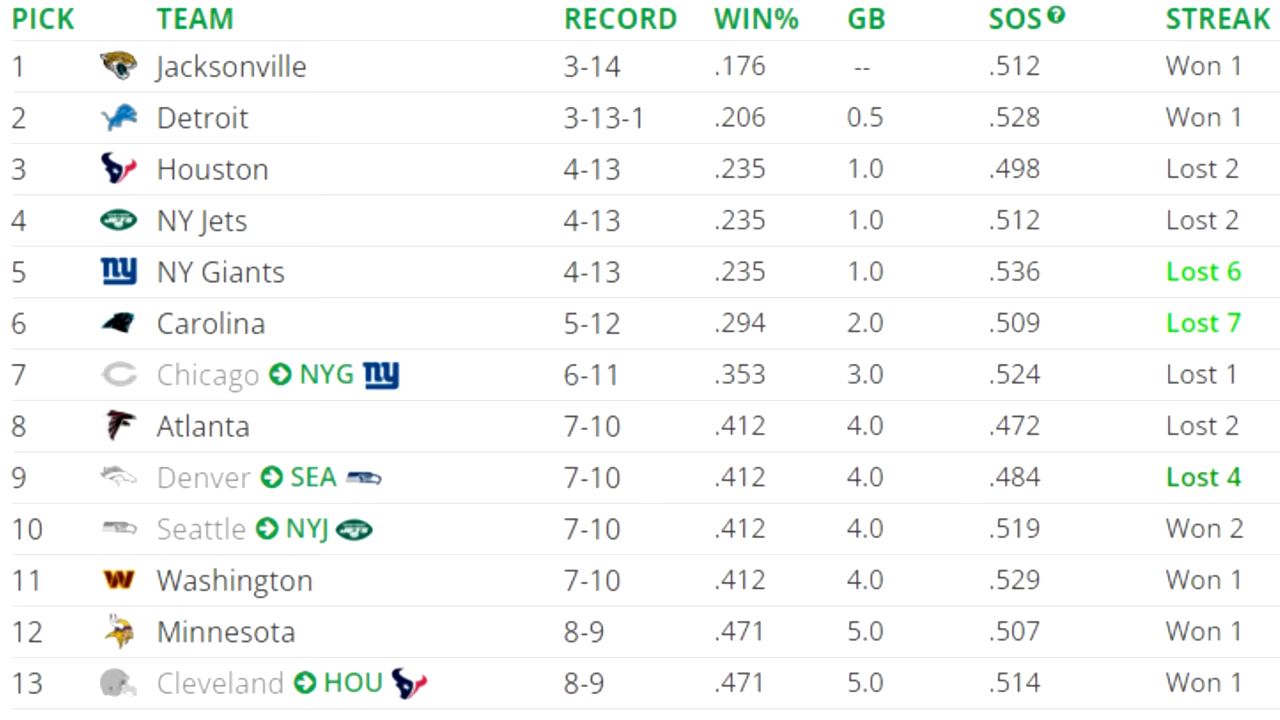 PICK TEAM RECORD WIN% GB SOS ? STREAK
1 Jacksonville 3-14 .176 -- .512 Won 1
2 Detroit 3-13-1 .206 0.5 .528 Won 1
3 Houston 4-13 .235 1.0 .498 Lost 2
4 NY Jets 4-13 .235 1.0 .512 Lost 2
5 ny NY Giants 4-13 .235 1.0 .536 Lost 6
6 Carolina 5-12 .294 2.0 .509 Lost 7
7 C Chicago NYG ny 6-11 .353 3.0 .524 Lost 1
8 Atlanta 7-10 .412 4.0 .472 Lost 2
9 Denver SEA 7-10 .412 4.0 .484 Lost 4
10 Seattle NYJ 7-10 .412 4.0 .519 Won 2
11 W Washington 7-10 .412 4.0 .529 Won 1
12 Minnesota 8-9 .471 5.0 .507 Won 1
13 Cleveland HOU 8-9 .471 5.0 .514 Won 1